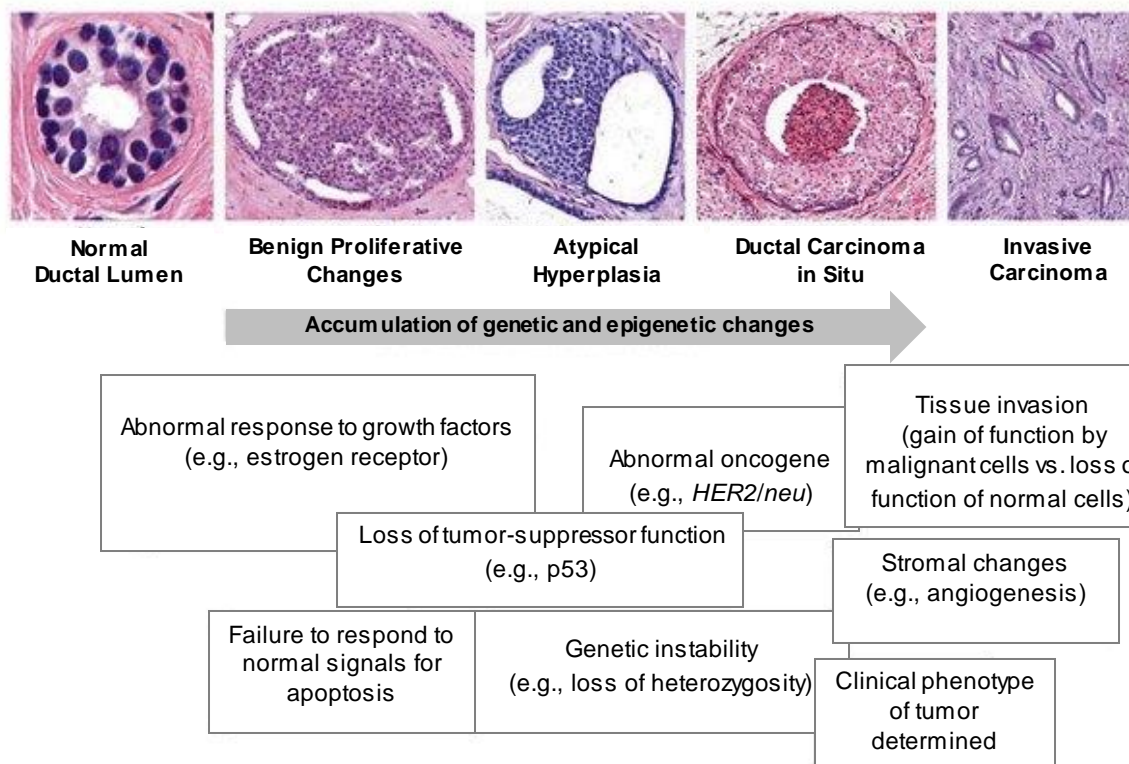 Normal
Ductal Lumen
Benign Proliferative
Changes
Atypical
Hyperplasia
Ductal Carcinoma
in Situ
Invasive
Carcinoma
Accumulation of genetic and epigenetic changes
Abnormal response to growth factors
(e.g., estrogen receptor)
Abnormal oncogene
(e.g., HER2/neu)
Tissue invasion
(gain of function by
malignant cells vs. loss o
function of normal cells)
Loss of tumor-suppressor function
(e.g., p53)
Stromal changes
(e.g., angiogenesis)
Failure to respond to
normal signals for
apoptosis
Genetic instability
(e.g., loss of heterozygosity)
Clinical phenotype
of tumor
determined